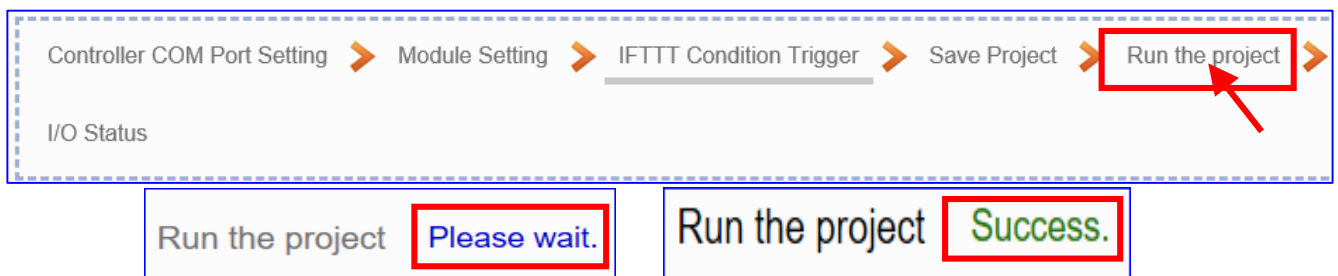 Controller COM Port Setting Module Setting IFTTT Condition Trigger Save Project Run the project
I/O Status
Run the project Please wait.
Run the project Success.